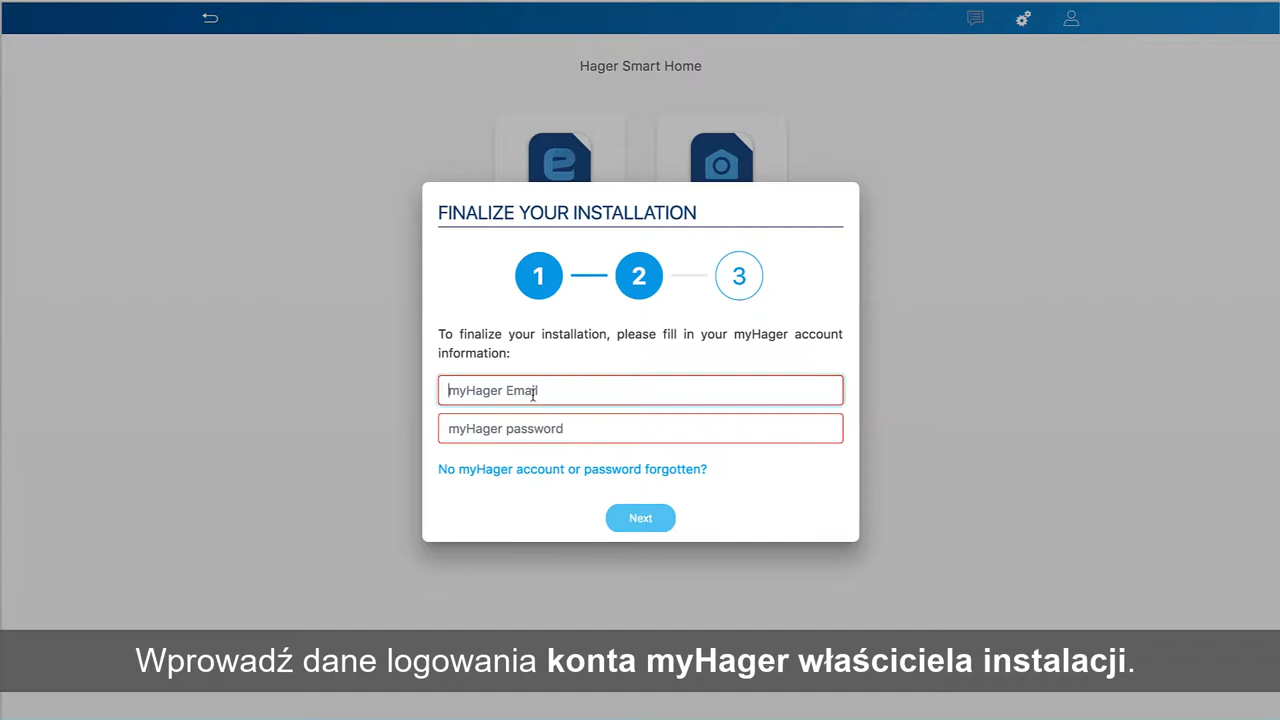 Hager Smart Home
FINALIZE YOUR INSTALLATION
1 2 3
To finalize your installation, please fill in your myHager account
information:
myHager Email
myHager password
No myHager account or password forgotten?
Next
Wprowadź dane logowania konta myHager właściciela instalacji.